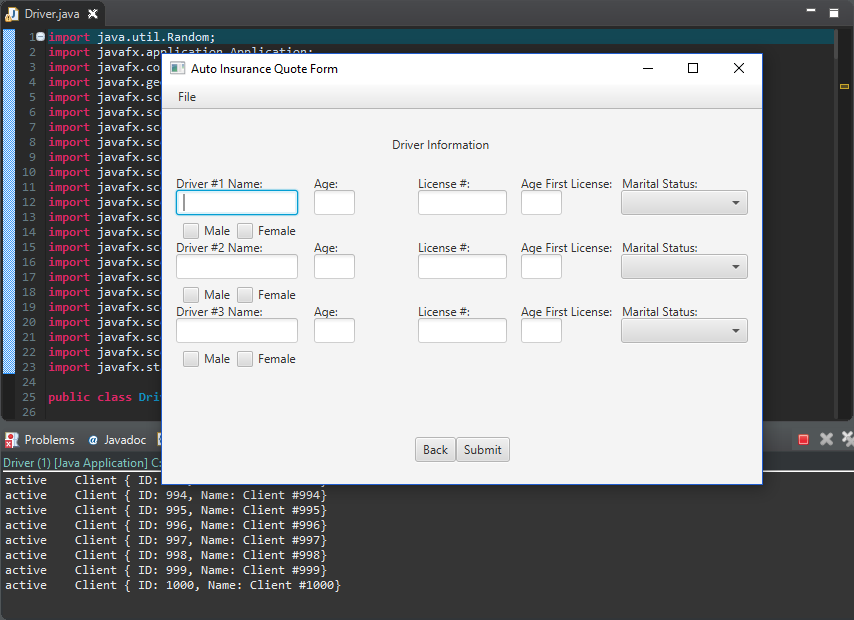 Driver.java
1 import java.util.Random;
2 import javafx.application.Application;
3 import javafx.co
4 import javafx.ge
5 import javafx.sc
6 import javafx.sc
7 import javafx.sc
8 import javafx.sc
9 import javafx.sc
10 import javafx.sc
11 import javafx.sc
12 import javafx.sc
13 import javafx.sc
14 import javafx.sc
15 import javafx.sc
16 import javafx.sc
17 import javafx.sc
18 import javafx.sc
19 import javafx.sc
20 import javafx.sc
21 import javafx.sc
22 import javafx.sc
23 import javafx.st
24
25 public class Dri
26
Auto Insurance Quote Form
File
Driver Information
Driver #1 Name: Age: License #: Age First License: Marital Status:
Male Female
Driver #2 Name: Age: License #: Age First License: Marital Status:
Male Female
Driver #3 Name: Age: License #: Age First License: Marital Status:
Male Female
Back Submit
Problems @ Javadoc
Driver (1) [Java Application] C:
active Client { ID:
active Client { ID: 994, Name: Client #994}
active Client { ID: 995, Name: Client #995}
active Client { ID: 996, Name: Client #996}
active Client { ID: 997, Name: Client #997}
active Client { ID: 998, Name: Client #998}
active Client { ID: 999, Name: Client #999}
active Client { ID: 1000, Name: Client #1000}